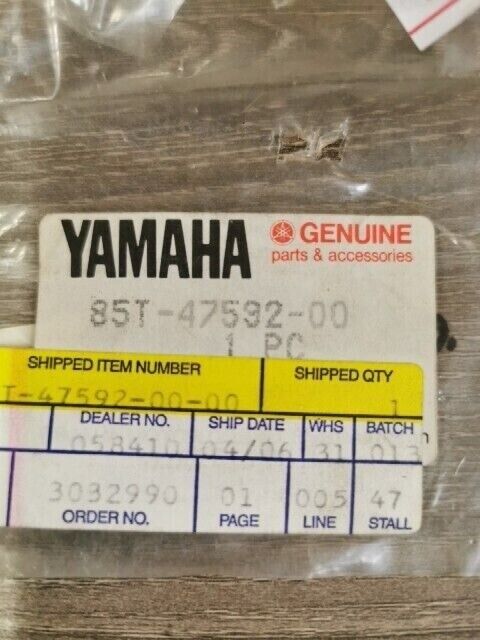 YAMAHA GENUINE
parts & accessories
85T-47592-00
1 PC
SHIPPED ITEM NUMBER SHIPPED QTY
T-47592-00-00 1
DEALER NO. SHIP DATE WHS BATCH
058410 04/06 31 013
3032990 01 005 47
ORDER NO. PAGE LINE STALL